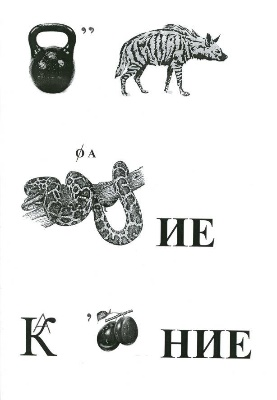 ,,
Ø А
ИЕ
К , НИЕ